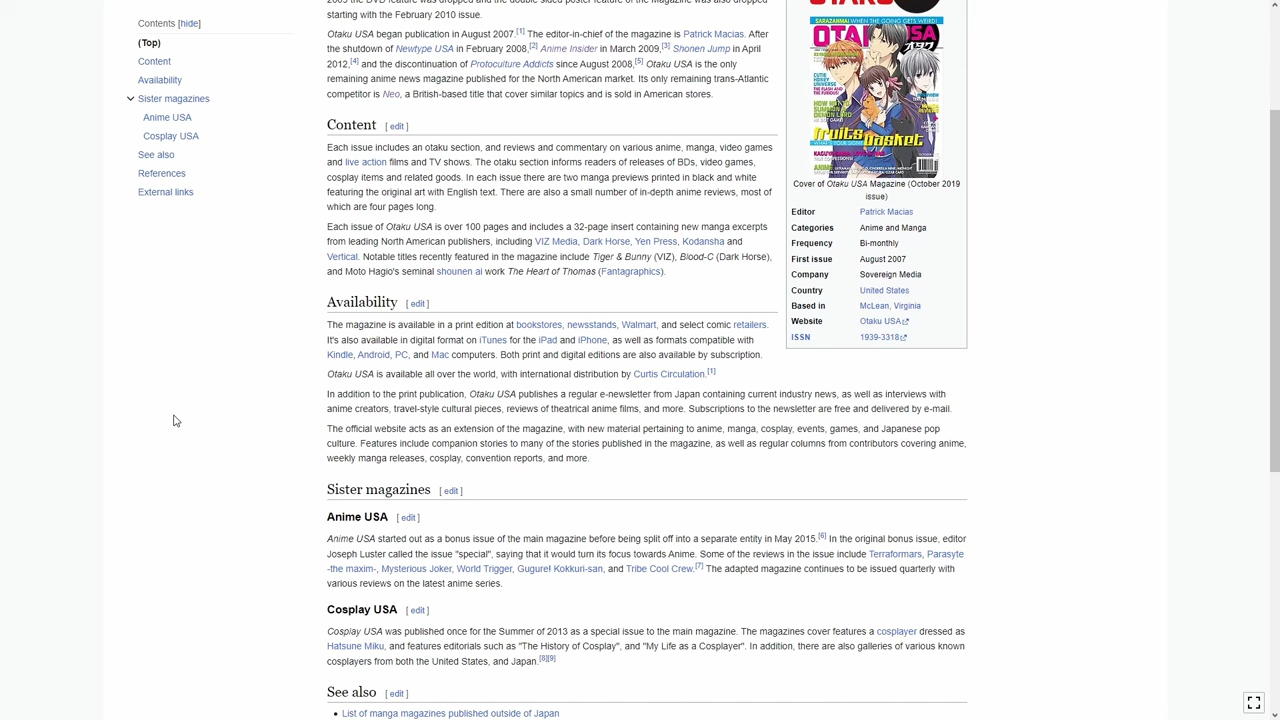 Contents [hide]
(Top)
Content
Availability
Sister magazines
Anime USA
Cosplay USA
See also
References
External links
2009 the DVD feature was dropped and the double sided poster feature of the Magazine was also dropped
starting with the February 2010 issue.
Otaku USA began publication in August 2007.[1] The editor-in-chief of the magazine is Patrick Macias. After
the shutdown of Newtype USA in February 2008,[2] Anime Insider in March 2009,[3] Shonen Jump in April
2012,[4] and the discontinuation of Protoculture Addicts since August 2008,[5] Otaku USA is the only
remaining anime news magazine published for the North American market. Its only remaining trans-Atlantic
competitor is Neo, a British-based title that cover similar topics and is sold in American stores.
Content [ edit ]
Each issue includes an otaku section, and reviews and commentary on various anime, manga, video games
and live action films and TV shows. The otaku section informs readers of releases of BDs, video games,
cosplay items and related goods. In each issue there are two manga previews printed in black and white
featuring the original art with English text. There are also a small number of in-depth anime reviews, most of
which are four pages long.
Each issue of Otaku USA is over 100 pages and includes a 32-page insert containing new manga excerpts
from leading North American publishers, including VIZ Media, Dark Horse, Yen Press, Kodansha and
Vertical. Notable titles recently featured in the magazine include Tiger & Bunny (VIZ), Blood-C (Dark Horse),
and Moto Hagio's seminal shounen ai work The Heart of Thomas (Fantagraphics).
Availability [ edit ]
The magazine is available in a print edition at bookstores, newsstands, Walmart, and select comic retailers.
It's also available in digital format on iTunes for the iPad and iPhone, as well as formats compatible with
Kindle, Android, PC, and Mac computers. Both print and digital editions are also available by subscription.
Otaku USA is available all over the world, with international distribution by Curtis Circulation.[1]
In addition to the print publication, Otaku USA publishes a regular e-newsletter from Japan containing current industry news, as well as interviews with
anime creators, travel-style cultural pieces, reviews of theatrical anime films, and more. Subscriptions to the newsletter are free and delivered by e-mail.
The official website acts as an extension of the magazine, with new material pertaining to anime, manga, cosplay, events, games, and Japanese pop
culture. Features include companion stories to many of the stories published in the magazine, as well as regular columns from contributors covering anime,
weekly manga releases, cosplay, convention reports, and more.
Sister magazines [ edit ]
Anime USA [ edit ]
Anime USA started out as a bonus issue of the main magazine before being split off into a separate entity in May 2015.[6] In the original bonus issue, editor
Joseph Luster called the issue "special", saying that it would turn its focus towards Anime. Some of the reviews in the issue include Terraformars, Parasyte
-the maxim-, Mysterious Joker, World Trigger, Gugure! Kokkuri-san, and Tribe Cool Crew.[7] The adapted magazine continues to be issued quarterly with
various reviews on the latest anime series.
Cosplay USA [ edit ]
Cosplay USA was published once for the Summer of 2013 as a special issue to the main magazine. The magazines cover features a cosplayer dressed as
Hatsune Miku, and features editorials such as "The History of Cosplay", and "My Life as a Cosplayer". In addition, there are also galleries of various known
cosplayers from both the United States, and Japan.[8][9]
See also [ edit ]
• List of manga magazines published outside of Japan
SARAZANMAI WHEN THE GOING GETS WEIRD!
OTAKU USA
オタク
CUTIE
HONEY
UNIVERSE
fruits basket
Cover of Otaku USA Magazine (October 2019
issue)
Editor Patrick Macias
Categories Anime and Manga
Frequency Bi-monthly
First issue August 2007
Company Sovereign Media
Country United States
Based in McLean, Virginia
Website Otaku USA
ISSN 1939-3318